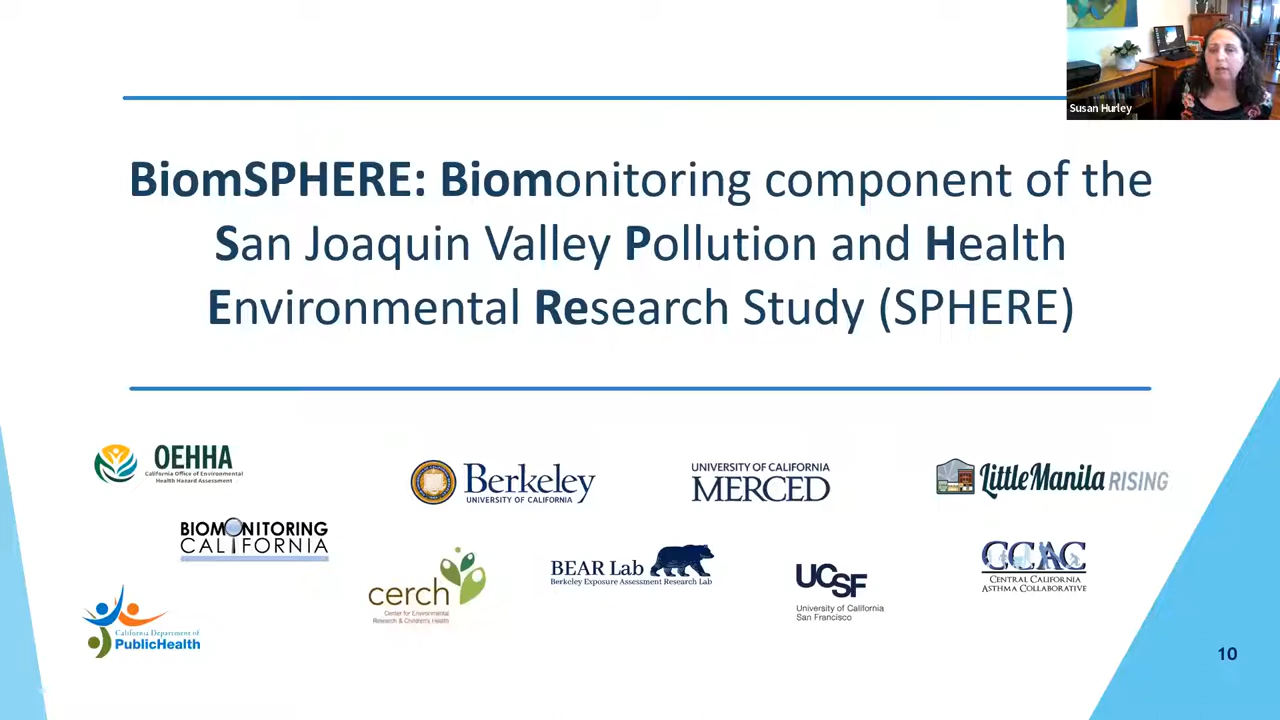 Susan Hurley
BiomSPHERE: Biomonitoring component of the
San Joaquin Valley Pollution and Health
Environmental Research Study (SPHERE)
OEHHA
California Office of Environmental
Health Hazard Assessment
Berkeley
UNIVERSITY OF CALIFORNIA
UNIVERSITY OF CALIFORNIA
MERCED
LittleManila RISING
BIOMONITORING
CALIFORNIA
cerch
Center for Environmental
Research & Children's Health
BEAR Lab
Berkeley Exposure Assessment Research Lab
UCSF
University of California
San Francisco
CCAC
CENTRAL CALIFORNIA
ASTHMA COLLABORATIVE
California Department of
PublicHealth
10